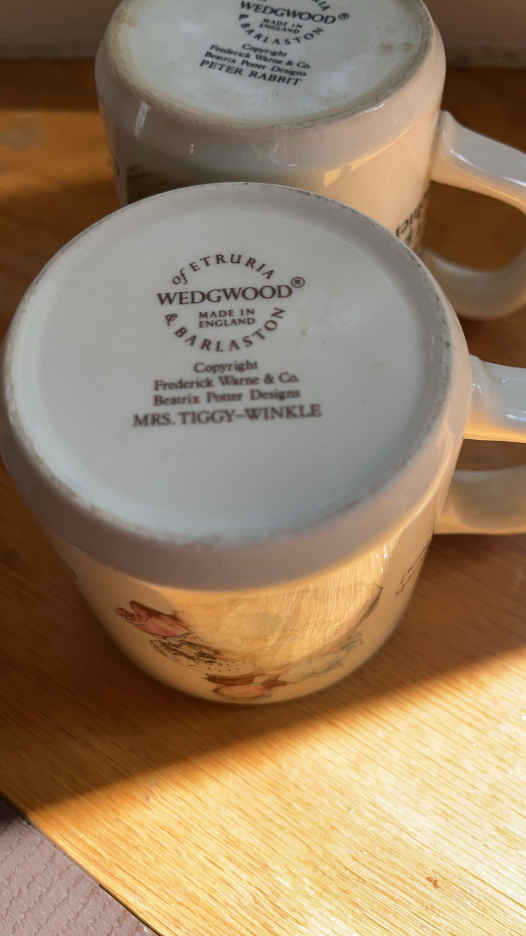 WEDGWOOD®
MADE IN
ENGLAND
& BARLASTON
Copyright
Frederick Warne & Co.
Beatrix Potter Designs
PETER RABBIT
of ETRURIA
WEDGWOOD®
MADE IN
ENGLAND
& BARLASTON
Copyright
Frederick Warne & Co.
Beatrix Potter Designs
MRS. TIGGY-WINKLE